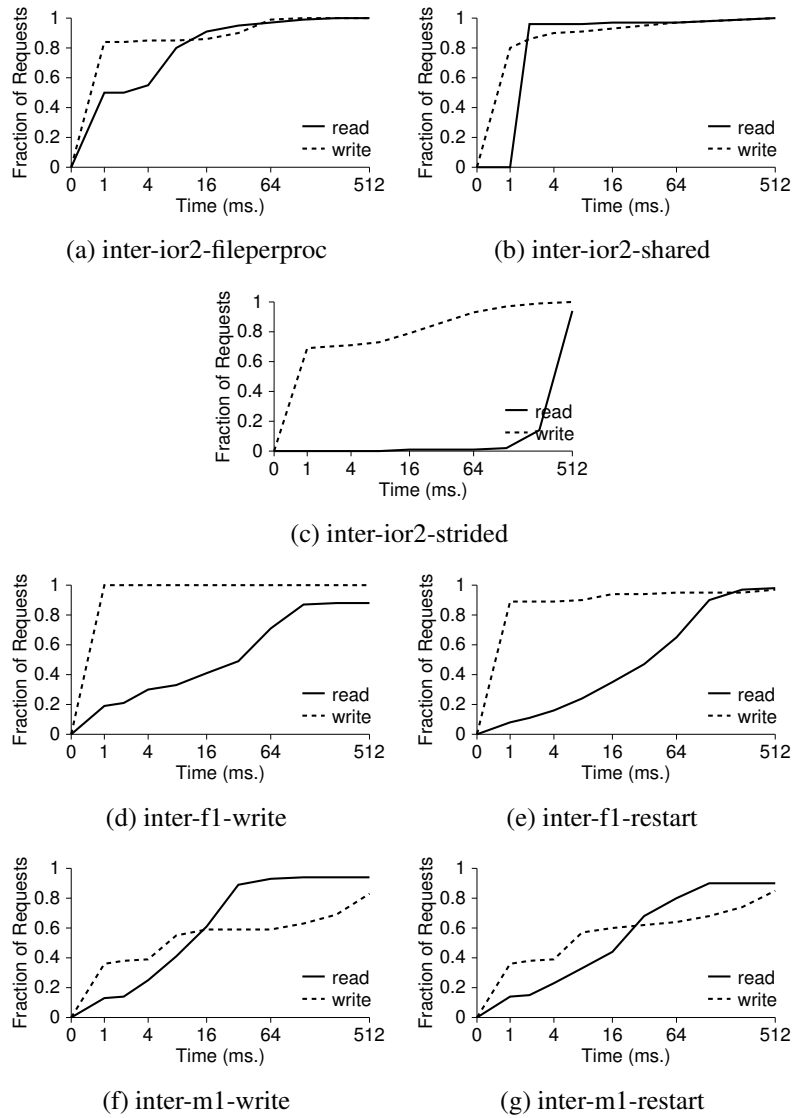 Fraction of Requests
1
0.8
0.6
0.4
0.2
0
0 1 4 16 64 512
Time (ms.)
read
write
(a) inter-ior2-fileperproc
Fraction of Requests
1
0.8
0.6
0.4
0.2
0
0 1 4 16 64 512
Time (ms.)
read
write
(b) inter-ior2-shared
Fraction of Requests
1
0.8
0.6
0.4
0.2
0
0 1 4 16 64 512
Time (ms.)
read
write
(c) inter-ior2-strided
Fraction of Requests
1
0.8
0.6
0.4
0.2
0
0 1 4 16 64 512
Time (ms.)
read
write
(d) inter-f1-write
Fraction of Requests
1
0.8
0.6
0.4
0.2
0
0 1 4 16 64 512
Time (ms.)
read
write
(e) inter-f1-restart
Fraction of Requests
1
0.8
0.6
0.4
0.2
0
0 1 4 16 64 512
Time (ms.)
read
write
(f) inter-m1-write
Fraction of Requests
1
0.8
0.6
0.4
0.2
0
0 1 4 16 64 512
Time (ms.)
read
write
(g) inter-m1-restart